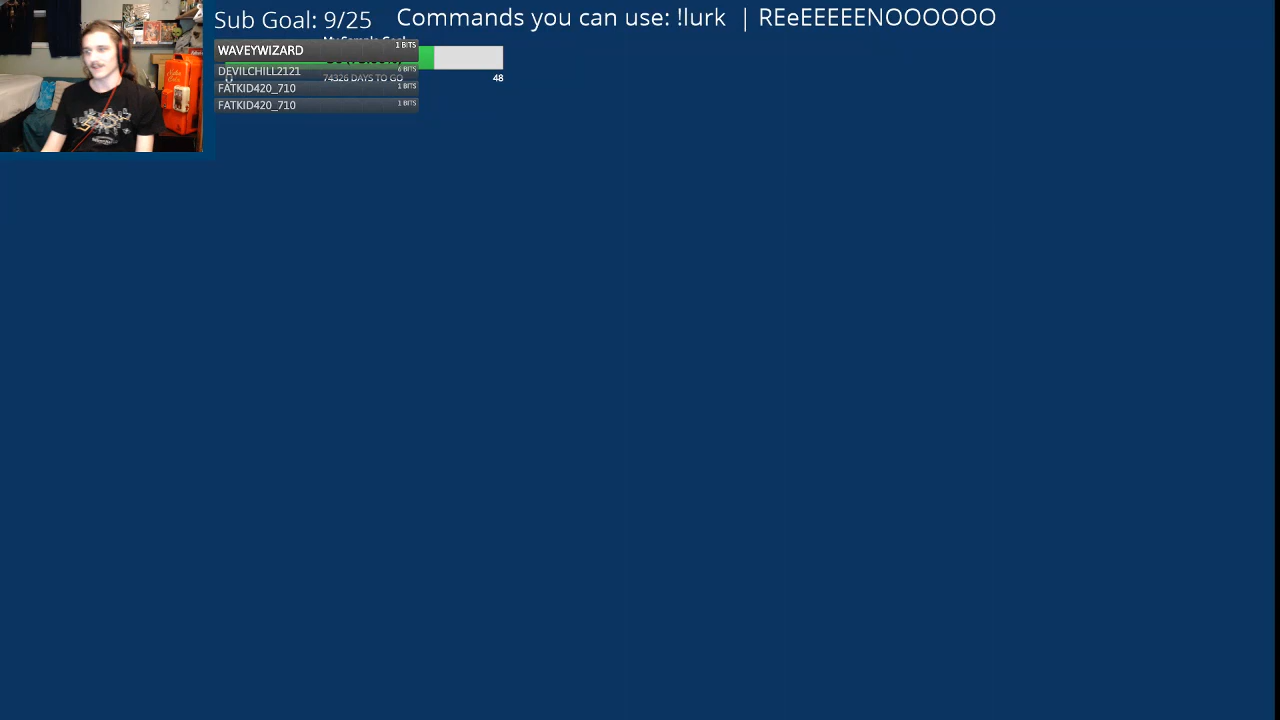 Sub Goal: 9/25
Commands you can use: !lurk | REeEEEEENOOOOOO
WAVEYWIZARD 1 BITS
DEVILCHILL2121 6 BITS
74326 DAYS TO GO
48
FATKID420_710 1 BITS
FATKID420_710 1 BITS